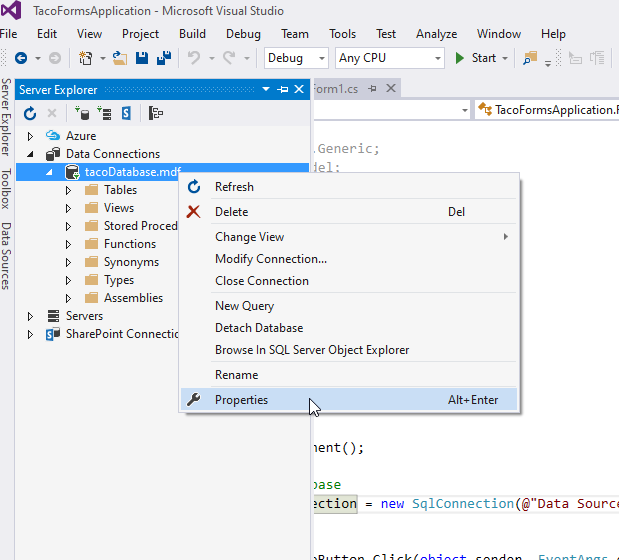 TacoFormsApplication - Microsoft Visual Studio
File Edit View Project Build Debug Team Tools Test Analyze Window Help
Debug Any CPU Start
Server Explorer
Toolbox
Data Sources
Server Explorer
Form1.cs
TacoFormsApplication.F
Azure
Data Connections
tacoDatabase.mdf
Tables
Views
Stored Proced
Functions
Synonyms
Types
Assemblies
Servers
SharePoint Connectio
Refresh
Delete Del
Change View
Modify Connection...
Close Connection
New Query
Detach Database
Browse In SQL Server Object Explorer
Rename
Properties Alt+Enter
.Generic;
del;
nent();
base
ection = new SqlConnection(@"Data Source
oButton_Click(object sender, EventArgs e